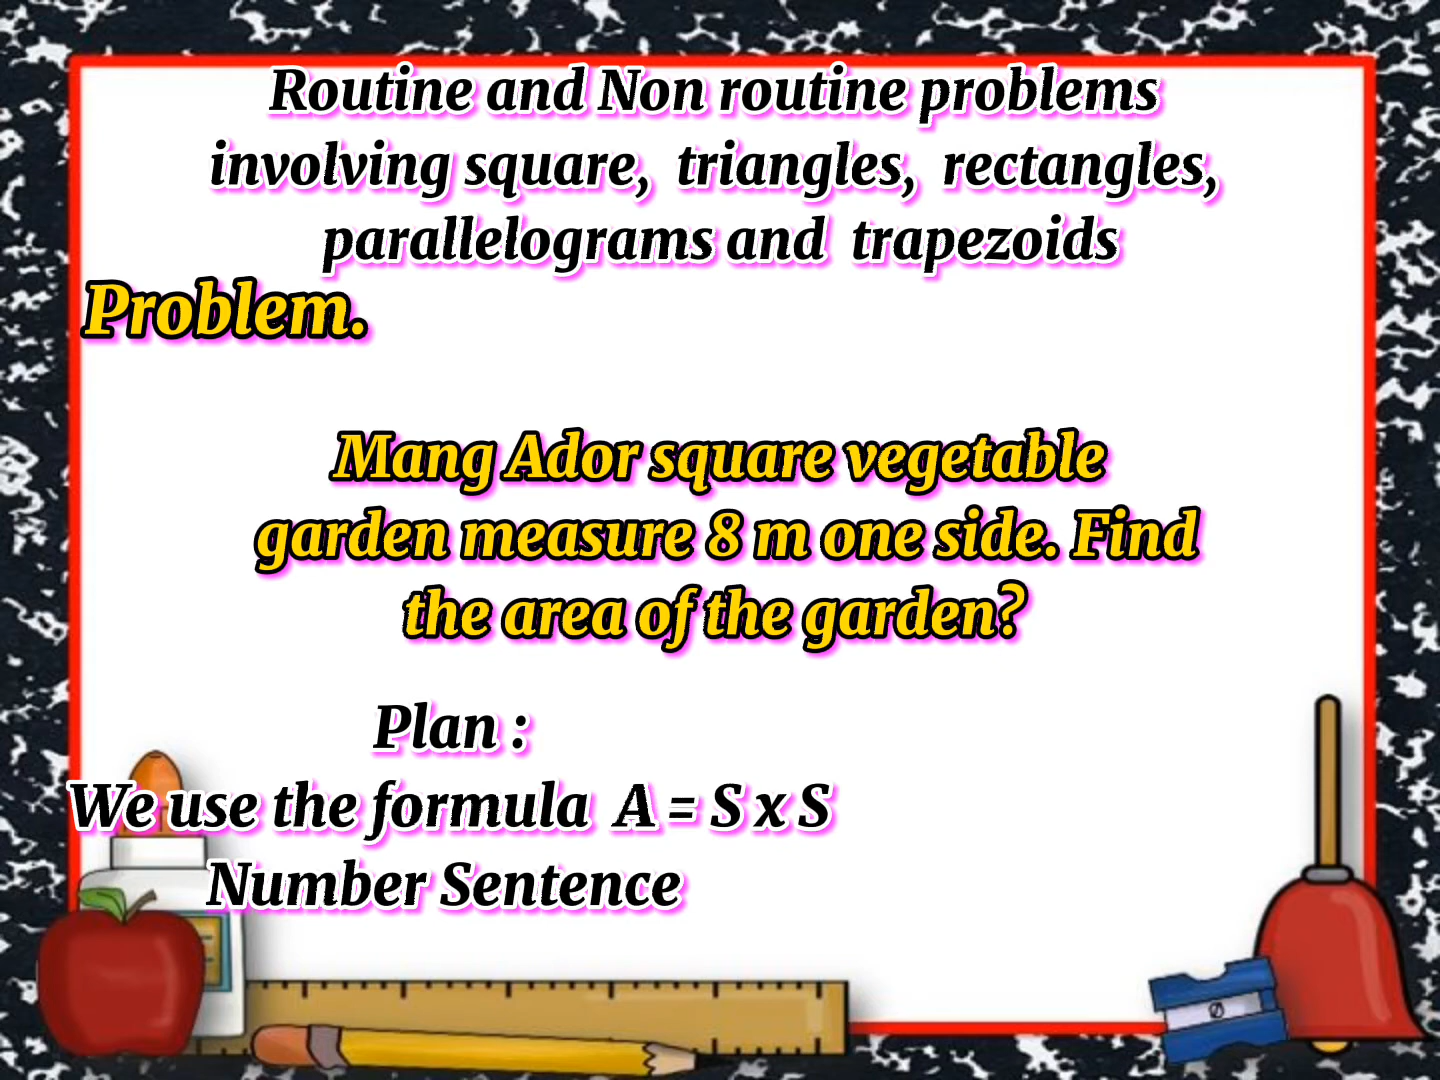 Routine and Non routine problems
involving square, triangles, rectangles,
parallelograms and trapezoids
Problem.
Mang Ador square vegetable
garden measure 8 m one side. Find
the area of the garden?
Plan :
We use the formula A = S x S
Number Sentence